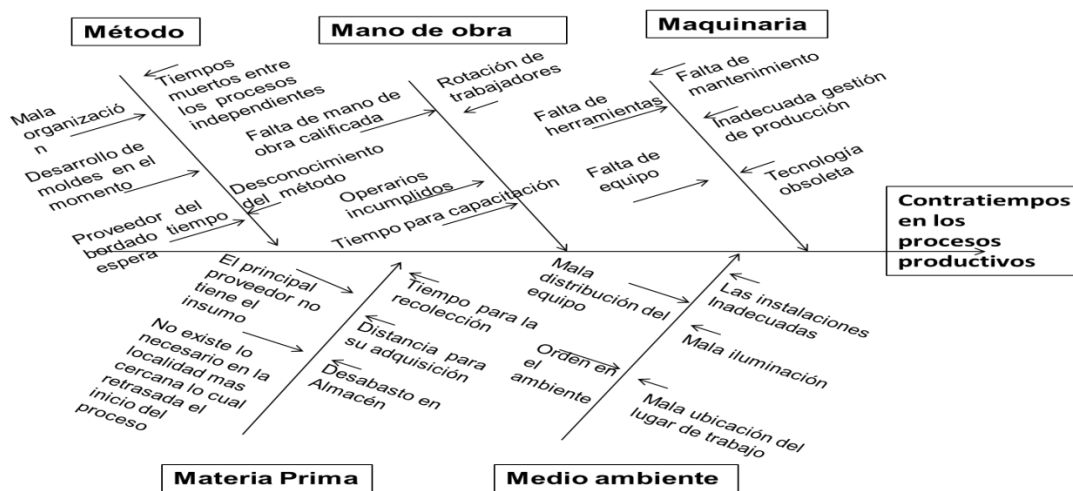 Método
Mano de obra
Maquinaria
Tiempos
muertos entre
los procesos
independientes
Mala
organizació
n
Desarrollo de
moldes en el
momento
Desconocimiento
del método
Proveedor del
bordado tiempo
espera
Rotación de
trabajadores
Falta de mano de
obra calificada
Operarios
incumplidos
Tiempo para capacitación
Falta de
mantenimiento
Falta de
herramientas
Inadecuada gestión
de producción
Falta de
equipo
Tecnología
obsoleta
Contratiempos
en los
procesos
productivos
El principal
proveedor no
tiene el
insumo
No existe lo
necesario en la
localidad mas
cercana lo cual
retrasada el
inicio del
proceso
Tiempo para la
recolección
Distancia para
su adquisición
Desabasto en
Almacén
Mala
distribución del
equipo
Orden en
el
ambiente
Las instalaciones
Inadecuadas
Mala iluminación
Mala ubicación del
lugar de trabajo
Materia Prima
Medio ambiente